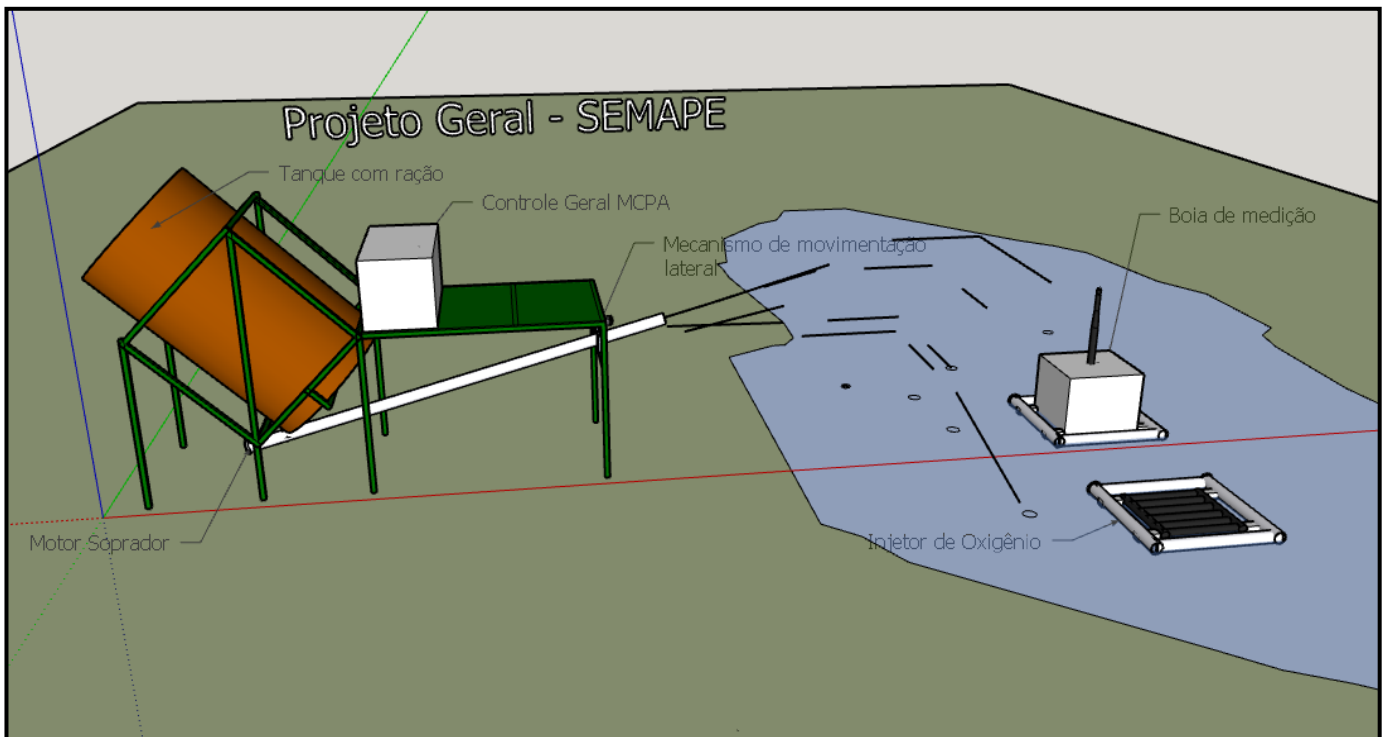 Projeto Geral - SEMAPE
Tanque com ração
Controle Geral MCPA
Mecanismo de movimentação
lateral
Boia de medição
Motor Soprador
Injetor de Oxigênio